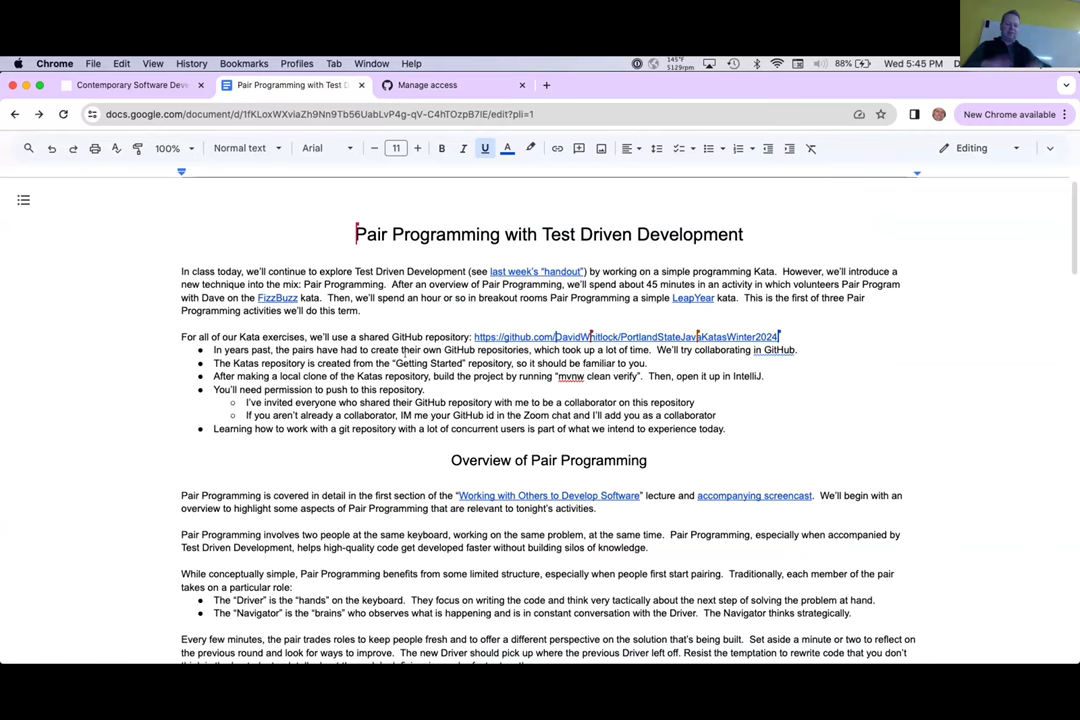 Chrome File Edit View History Bookmarks Profiles Tab Window Help 145°F 5129rpm 88% Wed 5:45 PM
Contemporary Software Deve Pair Programming with Test D Manage access
docs.google.com/document/d/1fKLoxWXviaZh9Nn9Tb56UabLvP4g-qV-C4hTOzpB7lE/edit?pli=1 New Chrome available
100% Normal text Arial 11 B I U A Editing
Pair Programming with Test Driven Development
In class today, we'll continue to explore Test Driven Development (see last week's "handout") by working on a simple programming Kata. However, we'll introduce a
new technique into the mix: Pair Programming. After an overview of Pair Programming, we'll spend about 45 minutes in an activity in which volunteers Pair Program
with Dave on the FizzBuzz kata. Then, we'll spend an hour or so in breakout rooms Pair Programming a simple LeapYear kata. This is the first of three Pair
Programming activities we'll do this term.
For all of our Kata exercises, we'll use a shared GitHub repository: https://github.com/DavidWhitlock/PortlandStateJavaKatasWinter2024
● In years past, the pairs have had to create their own GitHub repositories, which took up a lot of time. We'll try collaborating in GitHub.
● The Katas repository is created from the "Getting Started" repository, so it should be familiar to you.
● After making a local clone of the Katas repository, build the project by running "mvnw clean verify". Then, open it up in IntelliJ.
● You'll need permission to push to this repository.
○ I've invited everyone who shared their GitHub repository with me to be a collaborator on this repository
○ If you aren't already a collaborator, IM me your GitHub id in the Zoom chat and I'll add you as a collaborator
● Learning how to work with a git repository with a lot of concurrent users is part of what we intend to experience today.
Overview of Pair Programming
Pair Programming is covered in detail in the first section of the "Working with Others to Develop Software" lecture and accompanying screencast. We'll begin with an
overview to highlight some aspects of Pair Programming that are relevant to tonight's activities.
Pair Programming involves two people at the same keyboard, working on the same problem, at the same time. Pair Programming, especially when accompanied by
Test Driven Development, helps high-quality code get developed faster without building silos of knowledge.
While conceptually simple, Pair Programming benefits from some limited structure, especially when people first start pairing. Traditionally, each member of the pair
takes on a particular role:
● The "Driver" is the "hands" on the keyboard. They focus on writing the code and think very tactically about the next step of solving the problem at hand.
● The "Navigator" is the "brains" who observes what is happening and is in constant conversation with the Driver. The Navigator thinks strategically.
Every few minutes, the pair trades roles to keep people fresh and to offer a different perspective on the solution that's being built. Set aside a minute or two to reflect on
the previous round and look for ways to improve. The new Driver should pick up where the previous Driver left off. Resist the temptation to rewrite code that you don't